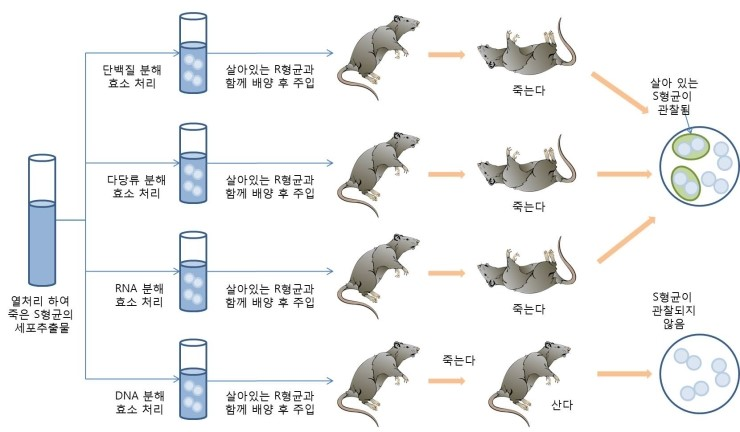 단백질 분해
효소 처리
살아있는 R형균과
함께 배양 후 주입
죽는다
살아 있는
S형균이
관찰됨
다당류 분해
효소 처리
살아있는 R형균과
함께 배양 후 주입
죽는다
열처리 하여
죽은 S형균의
세포추출물
RNA 분해
효소 처리
살아있는 R형균과
함께 배양 후 주입
죽는다
S형균이
관찰되지
않음
DNA 분해
효소 처리
살아있는 R형균과
함께 배양 후 주입
죽는다
산다